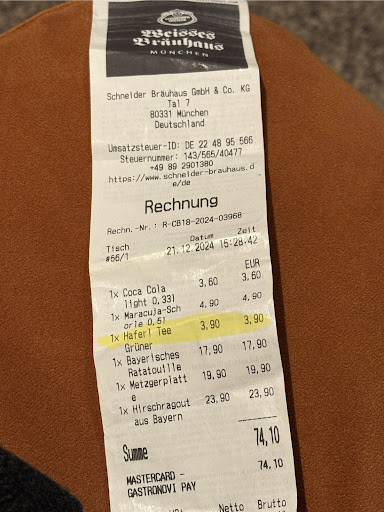 Weisses
Bräuhaus
MÜNCHEN
Schneider Bräuhaus GmbH & Co. KG
Tal 7
80331 München
Deutschland
Umsatzsteuer-ID: DE 22 48 95 566
Steuernummer: 143/565/40477
+49 89 2901380
https://www.schneider-brauhaus.d
e/de
Rechnung
Rechn.-Nr.: R-CB18-2024-03968
Tisch Datum Zeit
#56/1 21.12.2024 15:28:42
EUR
1x Coca Cola 3,60 3,60
light 0,33l
1x Maracuja-Sch 4,90 4,90
orle 0,5l
1x Haferl Tee 3,90 3,90
Grüner
1x Bayerisches 17,90 17,90
Ratatouille
1x Metzgerplatt 19,90 19,90
e
1x Hirschragout 23,90 23,90
aus Bayern
Summe 74,10
MASTERCARD - 74,10
GASTRONOVI PAY
Netto Brutto